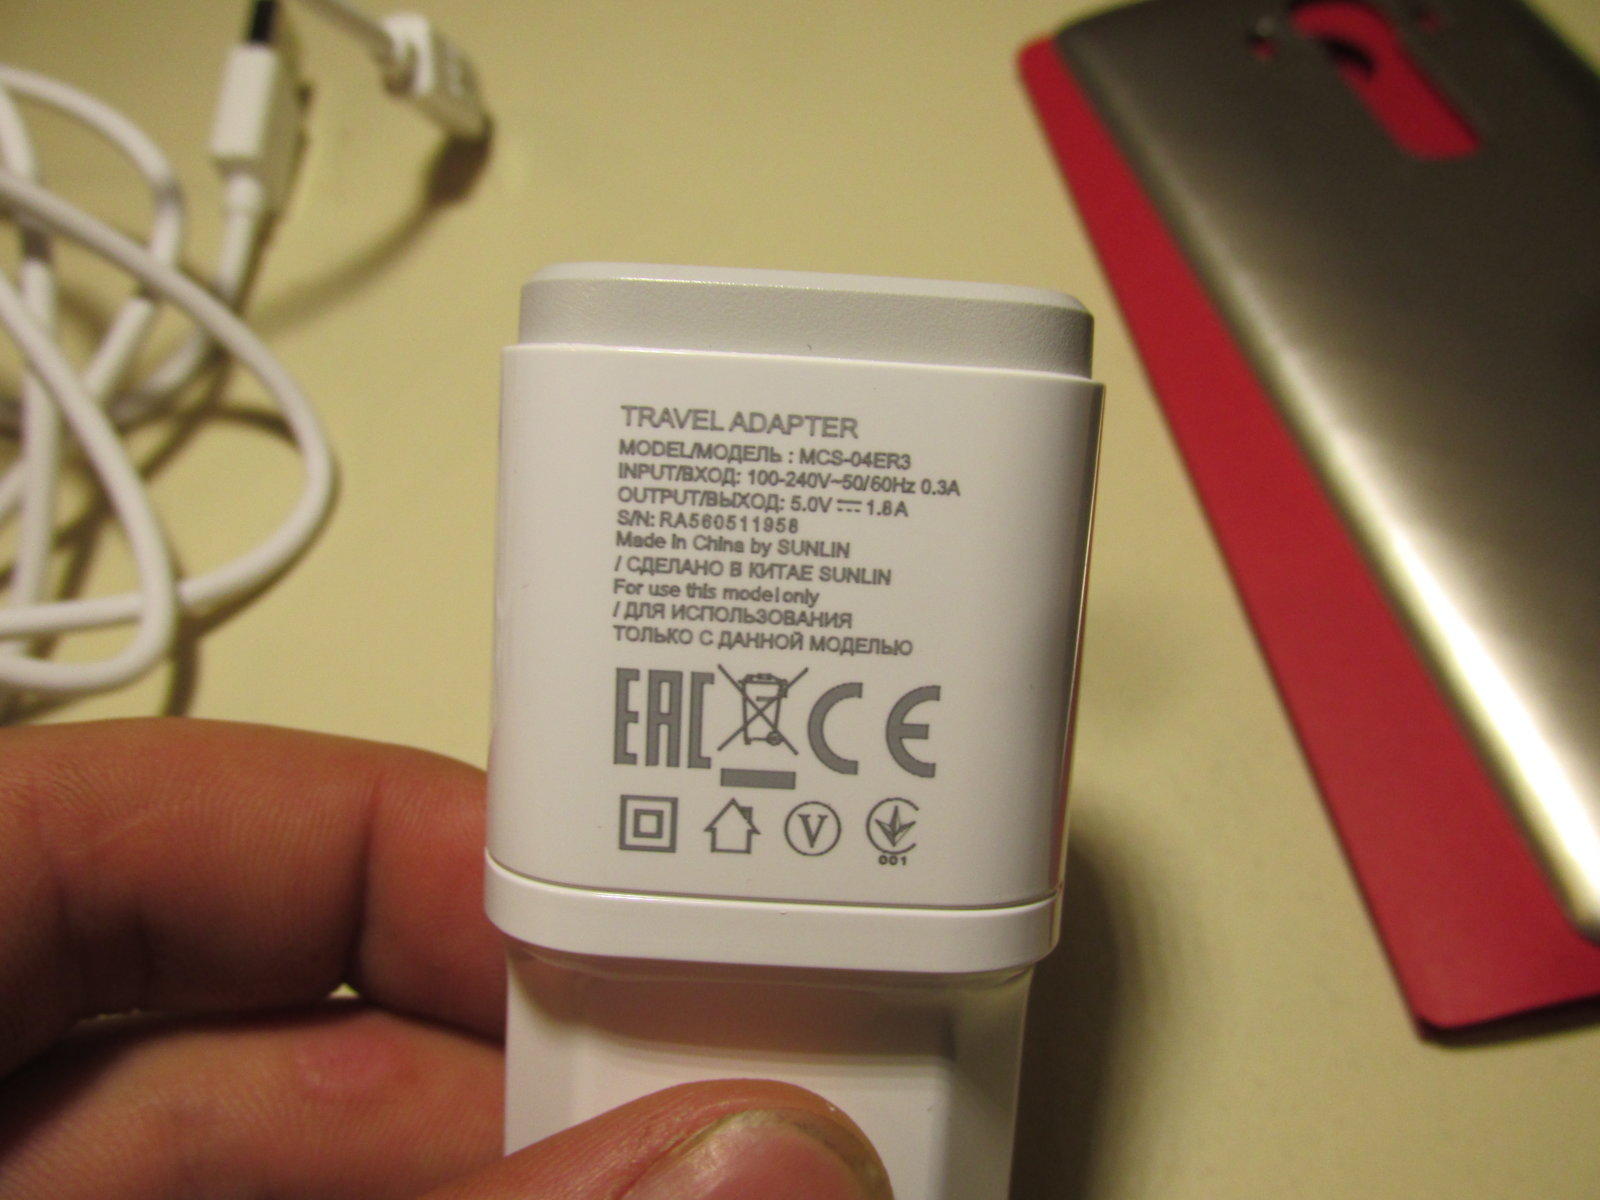 TRAVEL ADAPTER
MODEL/МОДЕЛЬ : MCS-04ER3
INPUT/ВХОД: 100-240V~50/60Hz 0.3A
OUTPUT/ВЫХОД: 5.0V ⎓ 1.8A
S/N: RA560511958
Made in China by SUNLIN
/ СДЕЛАНО В КИТАЕ SUNLIN
For use this model only
/ ДЛЯ ИСПОЛЬЗОВАНИЯ
ТОЛЬКО С ДАННОЙ МОДЕЛЬЮ
EAC CE
V
001